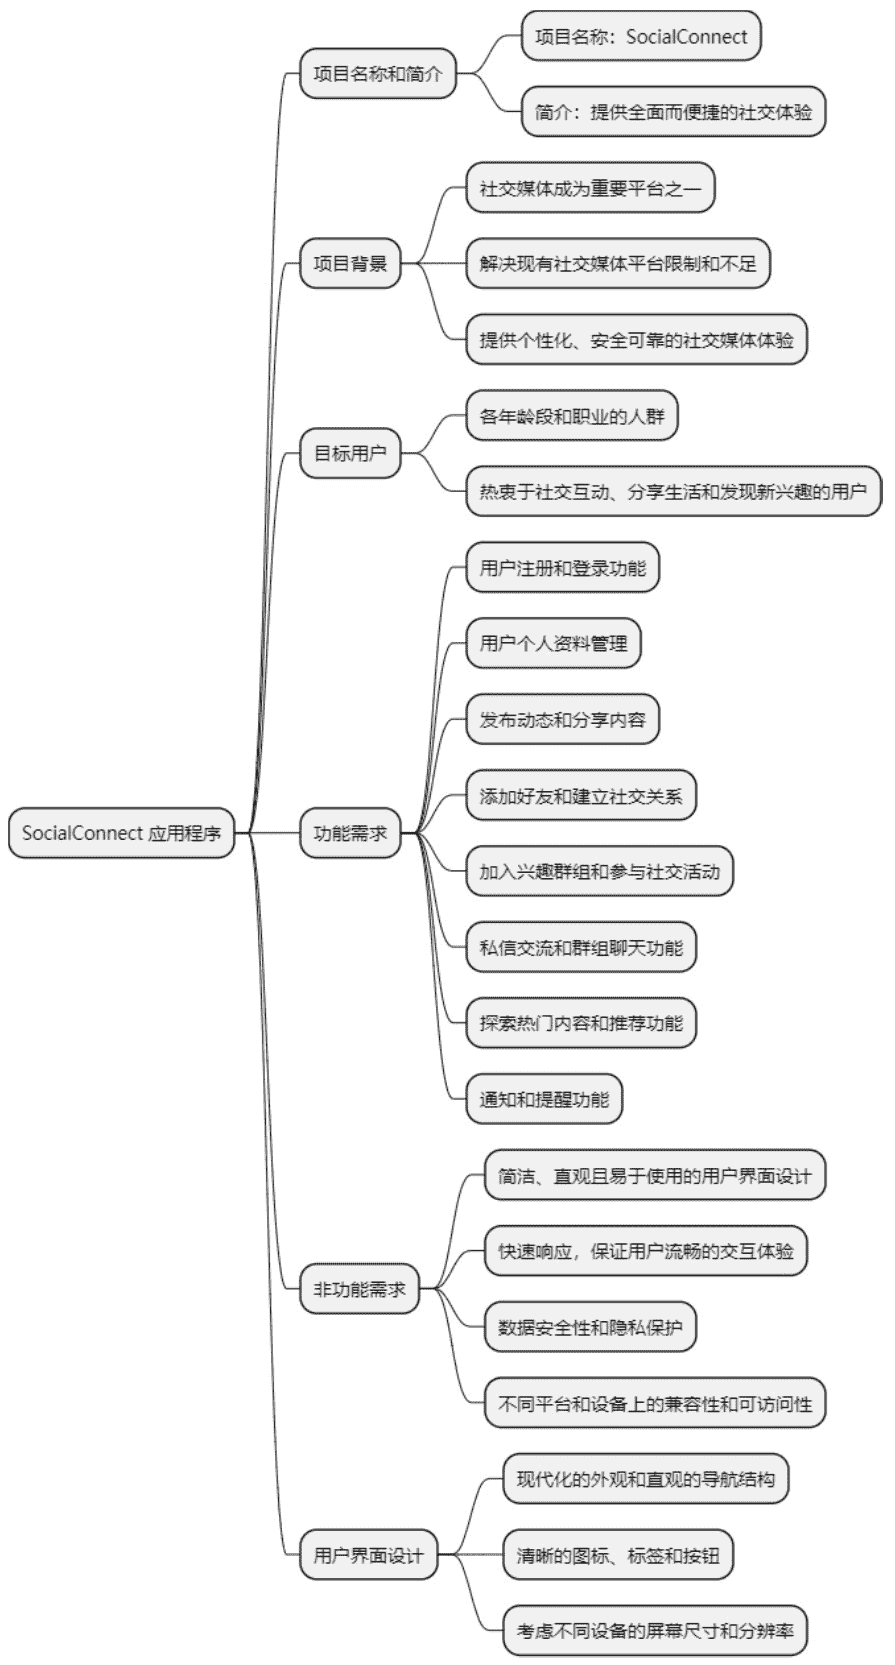 SocialConnect 应用程序
项目名称和简介
项目名称：SocialConnect
简介：提供全面而便捷的社交体验
项目背景
社交媒体成为重要平台之一
解决现有社交媒体平台限制和不足
提供个性化、安全可靠的社交媒体体验
目标用户
各年龄段和职业的人群
热衷于社交互动、分享生活和发现新兴趣的用户
功能需求
用户注册和登录功能
用户个人资料管理
发布动态和分享内容
添加好友和建立社交关系
加入兴趣群组和参与社交活动
私信交流和群组聊天功能
探索热门内容和推荐功能
通知和提醒功能
非功能需求
简洁、直观且易于使用的用户界面设计
快速响应，保证用户流畅的交互体验
数据安全性和隐私保护
不同平台和设备上的兼容性和可访问性
用户界面设计
现代化的外观和直观的导航结构
清晰的图标、标签和按钮
考虑不同设备的屏幕尺寸和分辨率